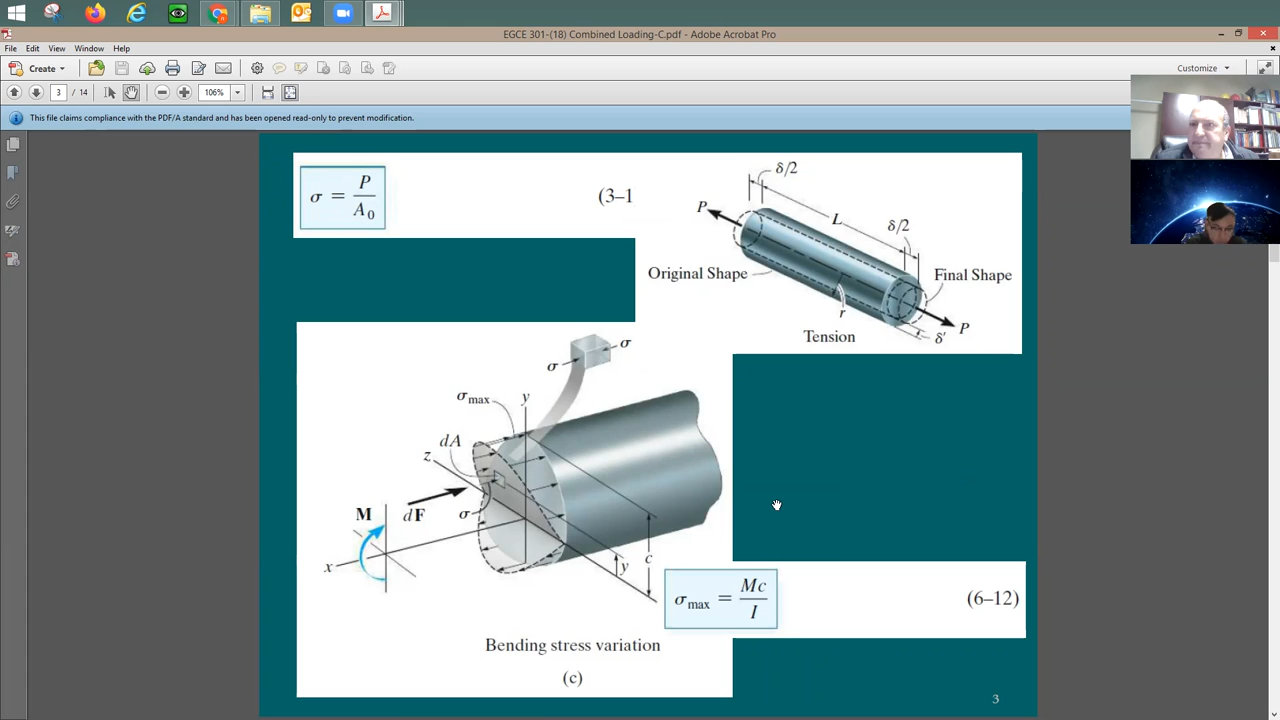 EGCE 301-(18) Combined Loading-C.pdf - Adobe Acrobat Pro
File Edit View Window Help
Create
Customize
3 / 14
106%
This file claims compliance with the PDF/A standard and has been opened read-only to prevent modification.
σ = P / A₀
(3–1
δ/2
P
L
δ/2
Original Shape
Final Shape
r
P
Tension
δ'
σ
σ
σmax
y
dA
z
M
dF
σ
x
y
c
σmax = Mc / I
(6–12)
Bending stress variation
(c)
3